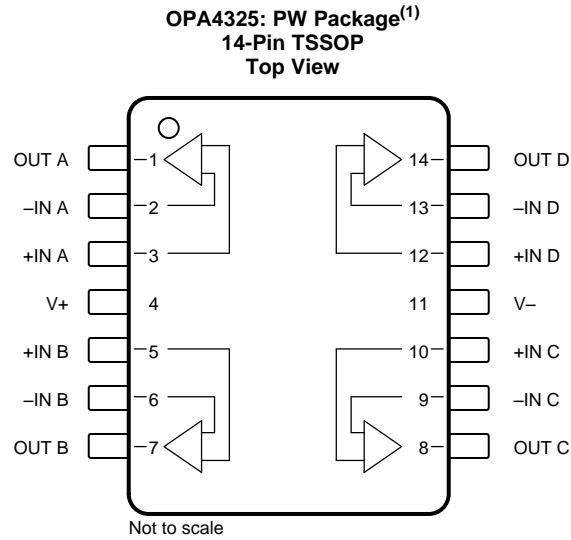 OPA4325: PW Package(1)
14-Pin TSSOP
Top View
OUT A 1 14 OUT D
–IN A 2 13 –IN D
+IN A 3 12 +IN D
V+ 4 11 V–
+IN B 5 10 +IN C
–IN B 6 9 –IN C
OUT B 7 8 OUT C
Not to scale